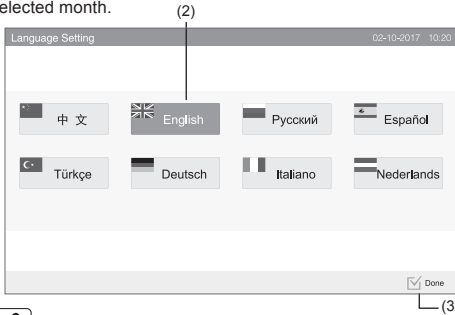 elected month.
(2)
Language Setting 02-10-2017 10:20
中 文 English Русский Español
Türkçe Deutsch Italiano Nederlands
Done
(3